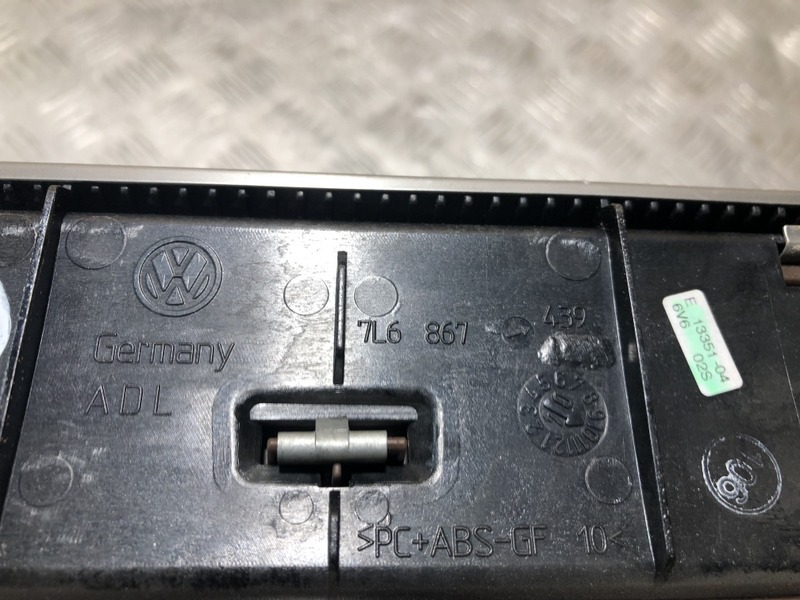 7L6 867 439
Germany
ADL
E 13351-04
6V6 02S
>PC+ABS-GF 10<